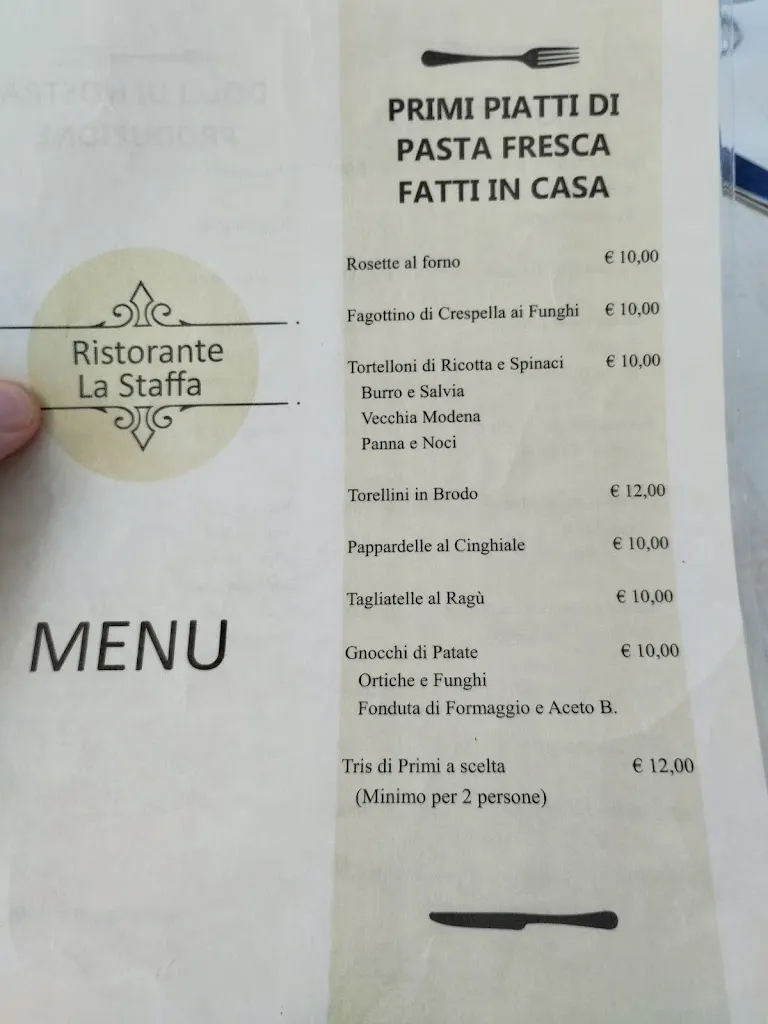 Ristorante
La Staffa
MENU
PRIMI PIATTI DI
PASTA FRESCA
FATTI IN CASA
Rosette al forno € 10,00
Fagottino di Crespella ai Funghi € 10,00
Tortelloni di Ricotta e Spinaci € 10,00
Burro e Salvia
Vecchia Modena
Panna e Noci
Torellini in Brodo € 12,00
Pappardelle al Cinghiale € 10,00
Tagliatelle al Ragù € 10,00
Gnocchi di Patate € 10,00
Ortiche e Funghi
Fonduta di Formaggio e Aceto B.
Tris di Primi a scelta € 12,00
(Minimo per 2 persone)